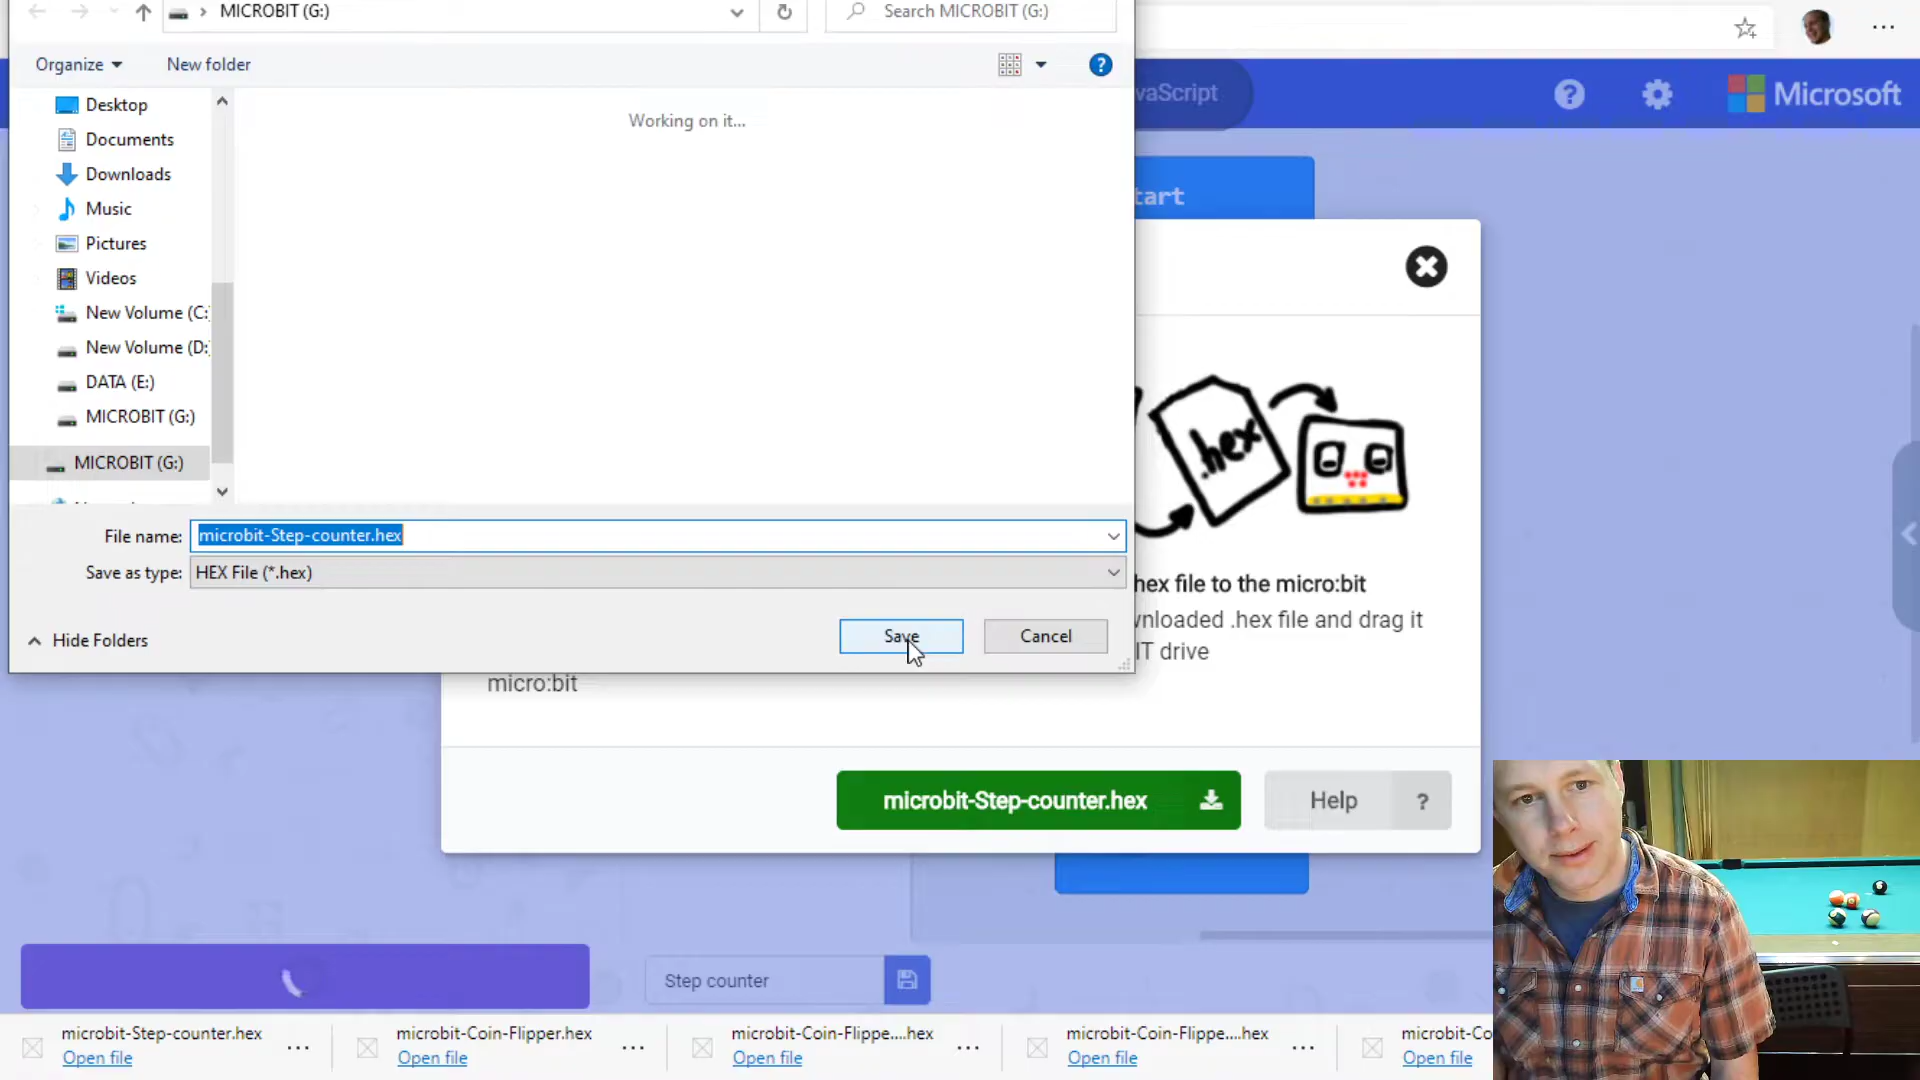 MICROBIT (G:)
Search MICROBIT (G:)
Organize
New folder
?
Desktop
Documents
Downloads
Music
Pictures
Videos
New Volume (C:
New Volume (D:
DATA (E:)
MICROBIT (G:)
MICROBIT (G:)
Working on it...
File name:
microbit-Step-counter.hex
Save as type:
HEX File (*.hex)
Hide Folders
Save
Cancel
vaScript
?
Microsoft
tart
.hex
hex file to the micro:bit
wnloaded .hex file and drag it
IT drive
micro:bit
microbit-Step-counter.hex
Help ?
Step counter
microbit-Step-counter.hex
Open file
microbit-Coin-Flipper.hex
Open file
microbit-Coin-Flippe....hex
Open file
microbit-Coin-Flippe....hex
Open file
microbit-Co
Open file